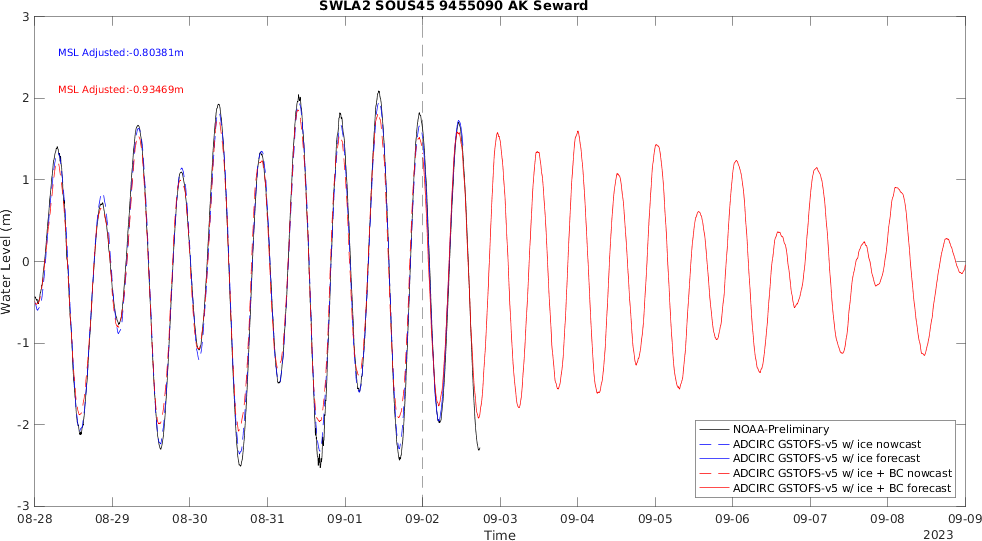 SWLA2 SOUS45 9455090 AK Seward
MSL Adjusted:-0.80381m
MSL Adjusted:-0.93469m
Water Level (m)
3
2
1
0
-1
-2
-3
NOAA-Preliminary
ADCIRC GSTOFS-v5 w/ ice nowcast
ADCIRC GSTOFS-v5 w/ ice forecast
ADCIRC GSTOFS-v5 w/ ice + BC nowcast
ADCIRC GSTOFS-v5 w/ ice + BC forecast
08-28 08-29 08-30 08-31 09-01 09-02 09-03 09-04 09-05 09-06 09-07 09-08 09-09
Time
2023